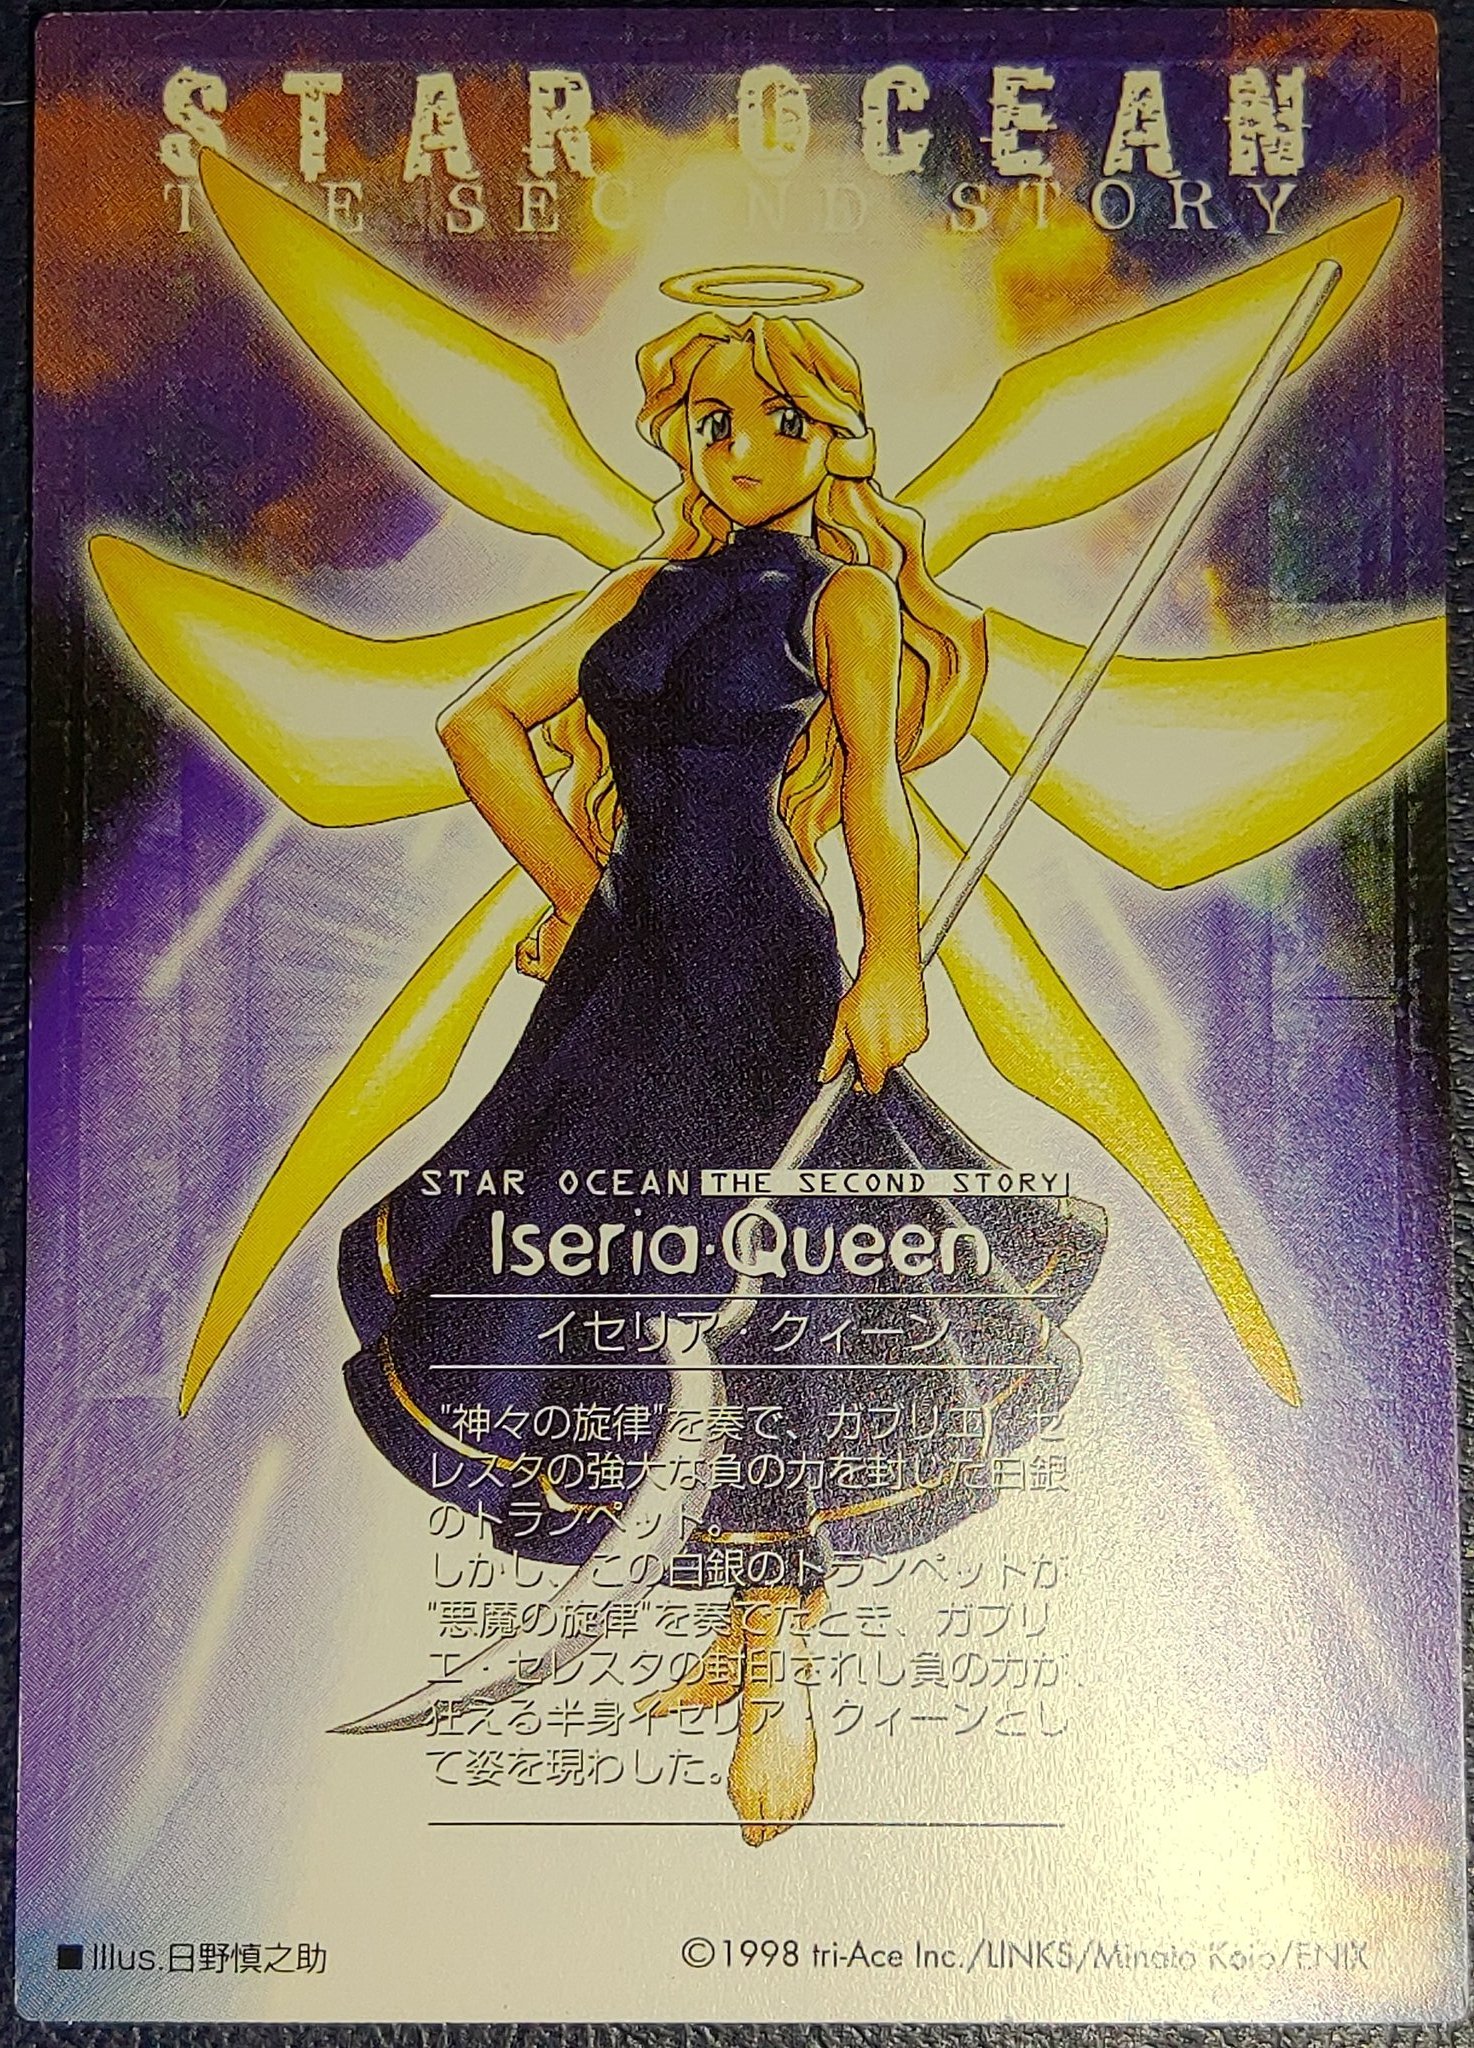 STAR OCEAN
THE SECOND STORY
STAR OCEAN THE SECOND STORY
Iseria·Queen
イセリア・クィーン
"神々の旋律"を奏で、ガブリエ・セ
レスタの強大な負の力を封じた白銀
のトランペット。
しかし、この白銀のトランペットが
"悪魔の旋律"を奏でたとき、ガブリ
エ・セレスタの封印されし負の力が、
狂える半身イセリア・クィーンとし
て姿を現わした。
■Illus.日野慎之助
©1998 tri-Ace Inc./LINKS/Minato Koio/ENIX